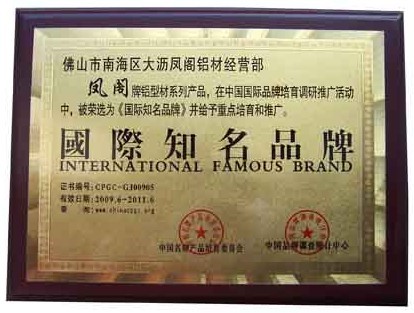 佛山市南海区大沥凤阁铝材经营部
凤阁牌铝型材系列产品，在中国国际品牌培育调研推广活动
中，被荣选为《国际知名品牌》并给予重点培育和推广。
國際知名品牌
INTERNATIONAL FAMOUS BRAND
证书编号：CPGC-GJ00905
有效日期：2009.6-2011.6
中国名牌产品培育委员会
中国品牌调查统计中心